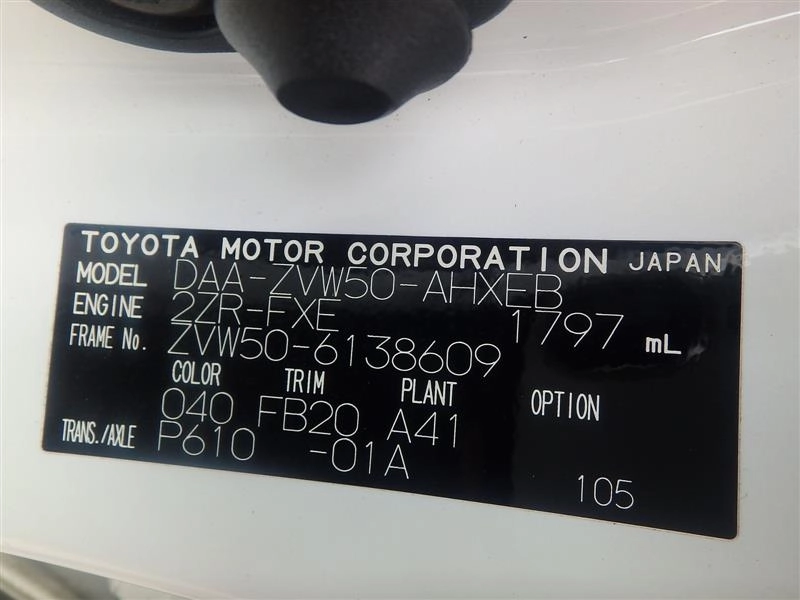 TOYOTA MOTOR CORPORATION JAPAN
MODEL DAA-ZVW50-AHXEB
ENGINE 2ZR-FXE 1797 mL
FRAME No. ZVW50-6138609
COLOR TRIM PLANT OPTION
040 FB20 A41
TRANS./AXLE P610 -01A
105